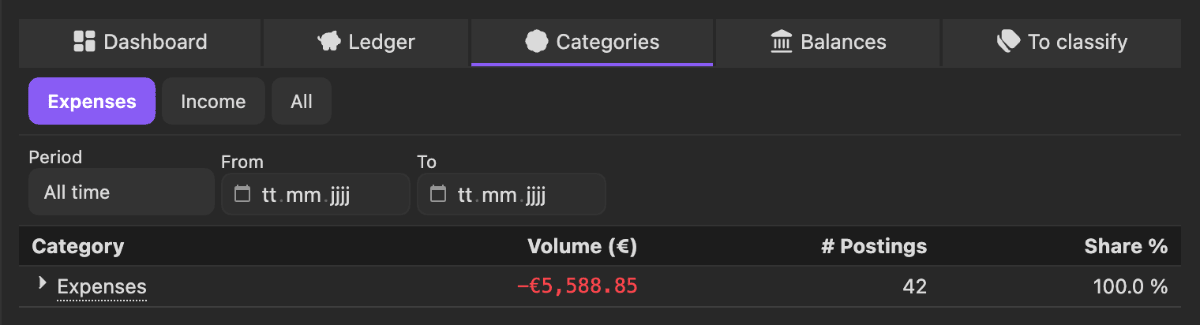 Dashboard Ledger Categories Balances To classify
Expenses Income All
Period From To
All time tt.mm.jjjj tt.mm.jjjj
Category Volume (€) # Postings Share %
Expenses −€5,588.85 42 100.0 %